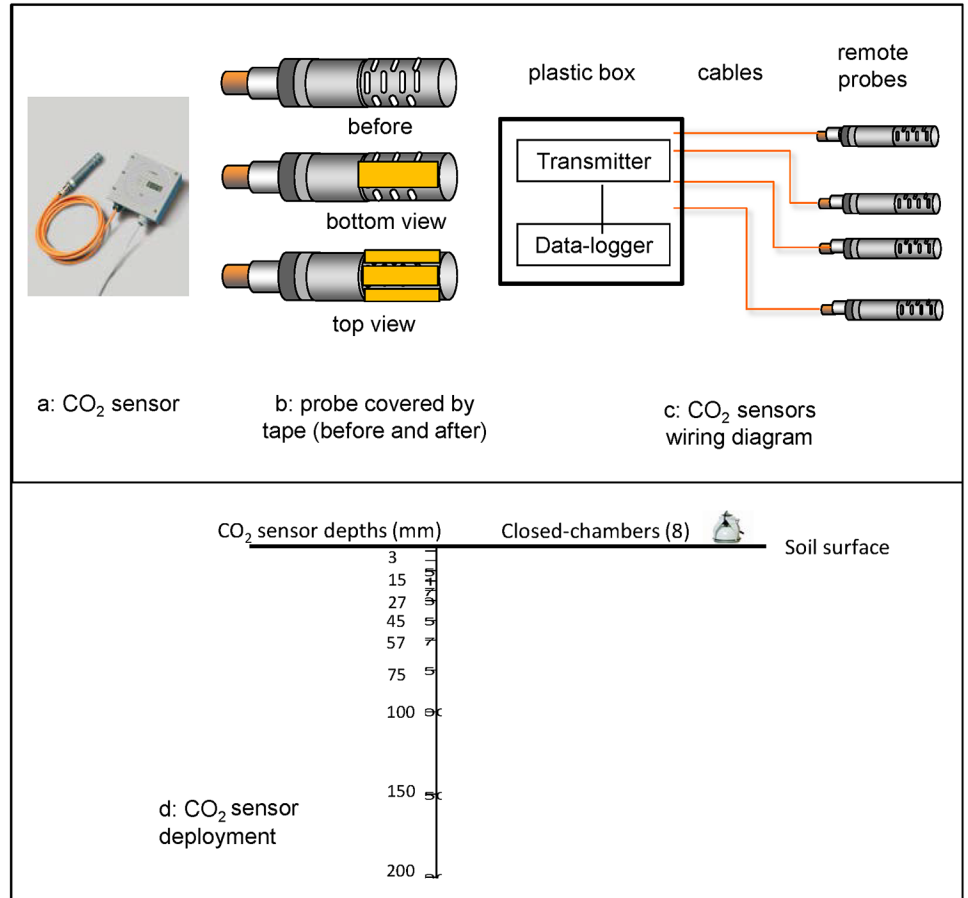 plastic box
cables
remote
probes
before
bottom view
top view
Transmitter
Data-logger
a: CO₂ sensor
b: probe covered by
tape (before and after)
c: CO₂ sensors
wiring diagram
CO₂ sensor depths (mm)
Closed-chambers (8)
Soil surface
3
15
27
45
57
75
100
150
200
d: CO₂ sensor
deployment